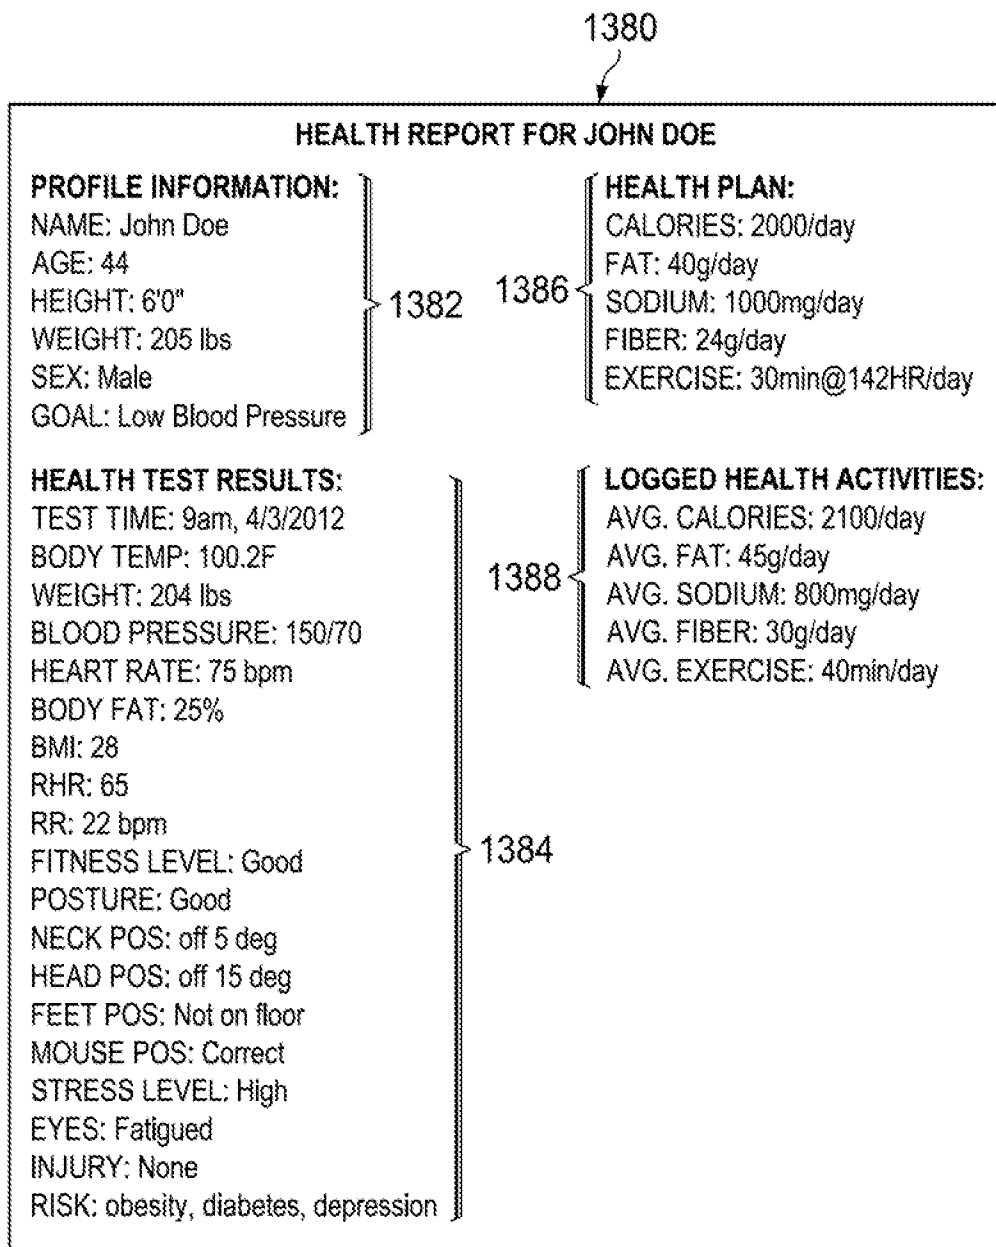 1380
HEALTH REPORT FOR JOHN DOE
PROFILE INFORMATION:
NAME: John Doe
AGE: 44
HEIGHT: 6'0"
WEIGHT: 205 lbs
SEX: Male
GOAL: Low Blood Pressure
1382
HEALTH PLAN:
CALORIES: 2000/day
FAT: 40g/day
SODIUM: 1000mg/day
FIBER: 24g/day
EXERCISE: 30min@142HR/day
1386
HEALTH TEST RESULTS:
TEST TIME: 9am, 4/3/2012
BODY TEMP: 100.2F
WEIGHT: 204 lbs
BLOOD PRESSURE: 150/70
HEART RATE: 75 bpm
BODY FAT: 25%
BMI: 28
RHR: 65
RR: 22 bpm
FITNESS LEVEL: Good
POSTURE: Good
NECK POS: off 5 deg
HEAD POS: off 15 deg
FEET POS: Not on floor
MOUSE POS: Correct
STRESS LEVEL: High
EYES: Fatigued
INJURY: None
RISK: obesity, diabetes, depression
1384
LOGGED HEALTH ACTIVITIES:
AVG. CALORIES: 2100/day
AVG. FAT: 45g/day
AVG. SODIUM: 800mg/day
AVG. FIBER: 30g/day
AVG. EXERCISE: 40min/day
1388